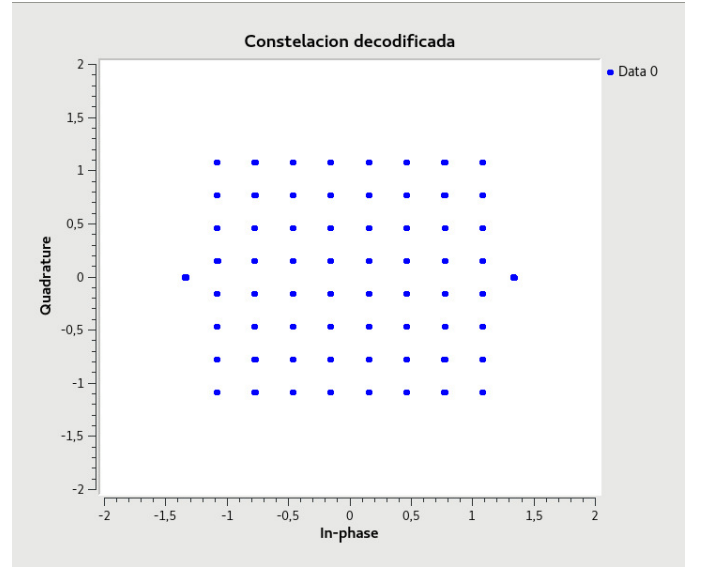 Constelacion decodificada
Data 0
2
1,5
1
0,5
0
-0,5
-1
-1,5
-2
Quadrature
-2 -1,5 -1 -0,5 0 0,5 1 1,5 2
In-phase